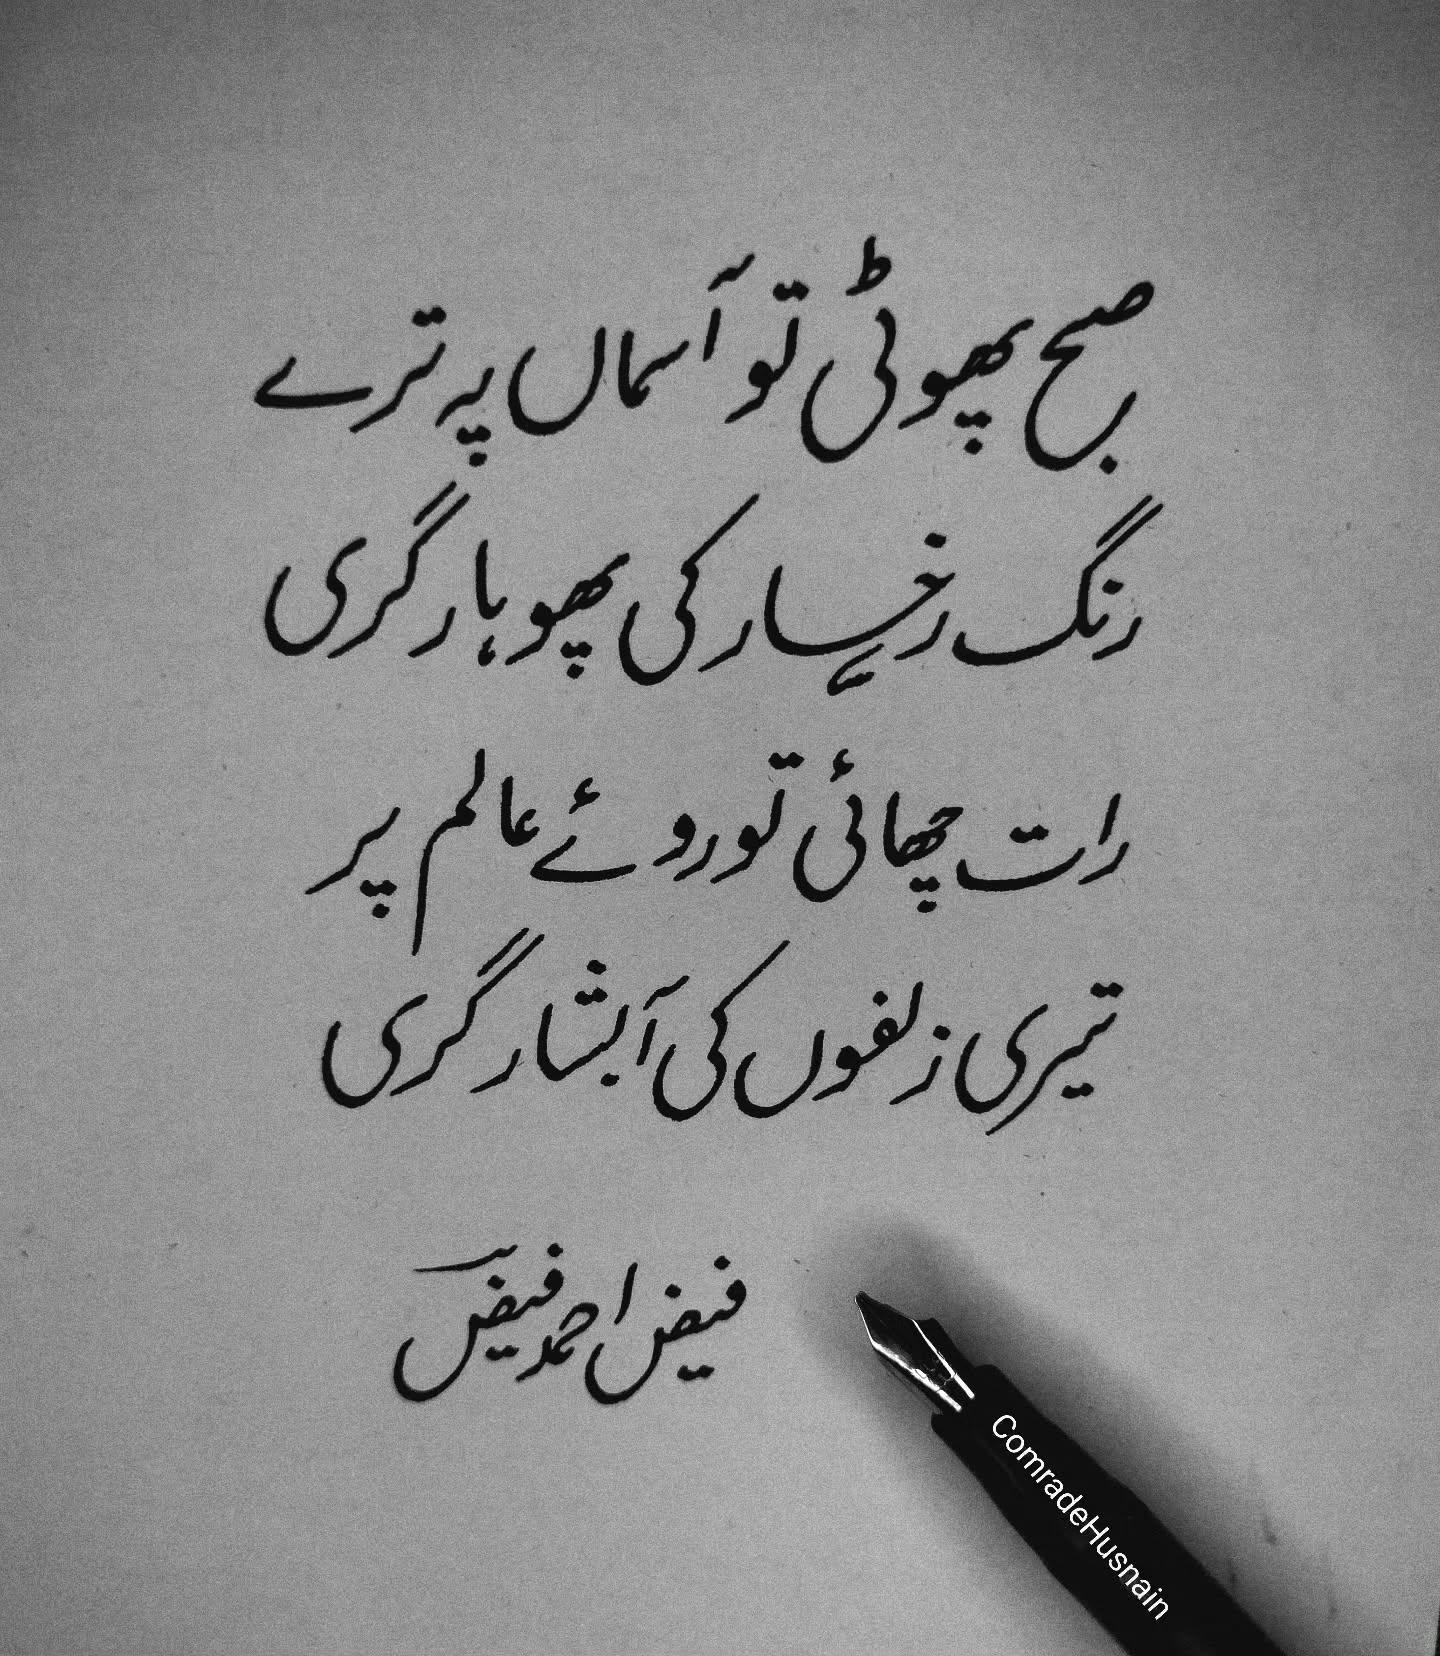 صبح پھوٹی تو آسماں پہ ترے
رنگ رخسار کی پھوہار گری
رات چھائی تو روئے عالم پر
تیری زلفوں کی آبشار گری
فیض احمد فیض
ComradeHusnain